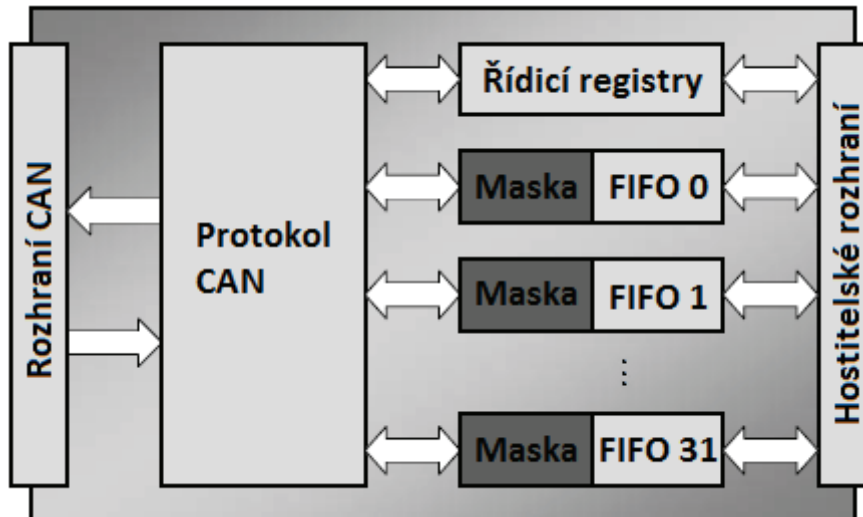 Rozhraní CAN
Protokol
CAN
Řídicí registry
Maska FIFO 0
Maska FIFO 1
⋮
Maska FIFO 31
Hostitelské rozhraní